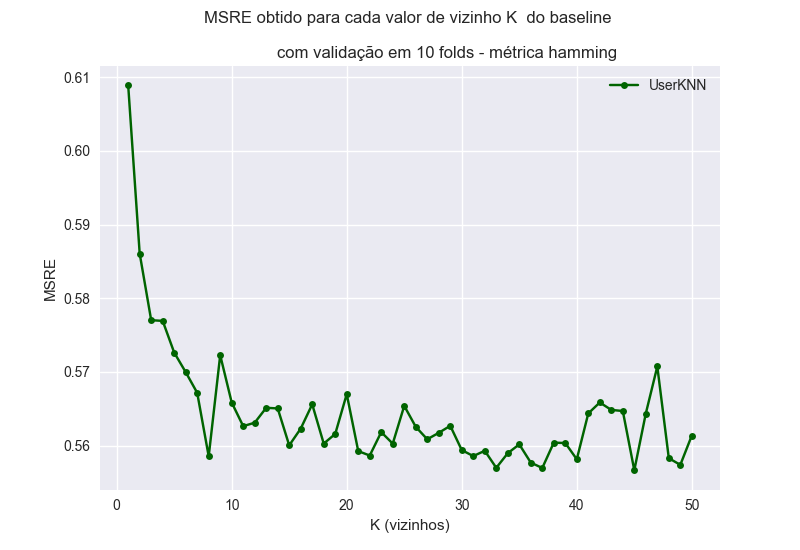 MSRE obtido para cada valor de vizinho K  do baseline
com validação em 10 folds - métrica hamming
UserKNN
0.61
0.60
0.59
0.58
0.57
0.56
MSRE
0
10
20
30
40
50
K (vizinhos)